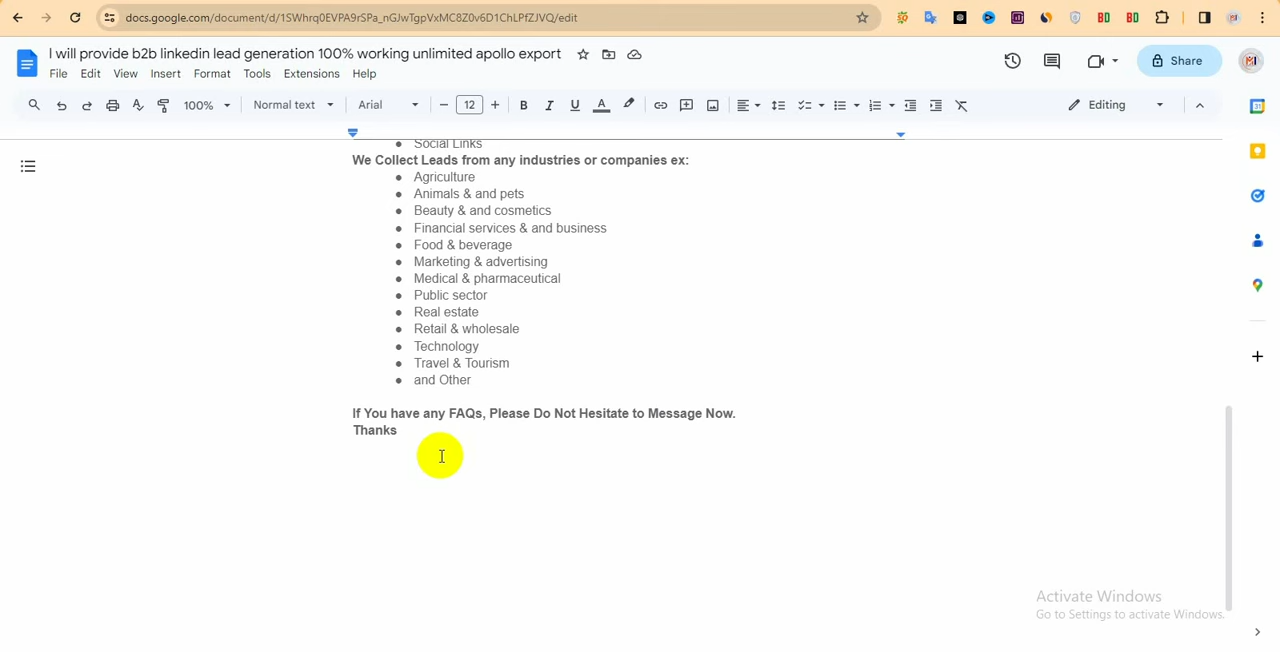 docs.google.com/document/d/1SWhrq0EVPA9rSPa_nGJwTgpVxMC8Z0v6D1ChLPfZJVQ/edit
I will provide b2b linkedin lead generation 100% working unlimited apollo export
File Edit View Insert Format Tools Extensions Help
Share
100% Normal text Arial 12 Editing
Social Links
We Collect Leads from any industries or companies ex:
Agriculture
Animals & and pets
Beauty & and cosmetics
Financial services & and business
Food & beverage
Marketing & advertising
Medical & pharmaceutical
Public sector
Real estate
Retail & wholesale
Technology
Travel & Tourism
and Other
If You have any FAQs, Please Do Not Hesitate to Message Now.
Thanks
Activate Windows
Go to Settings to activate Windows.